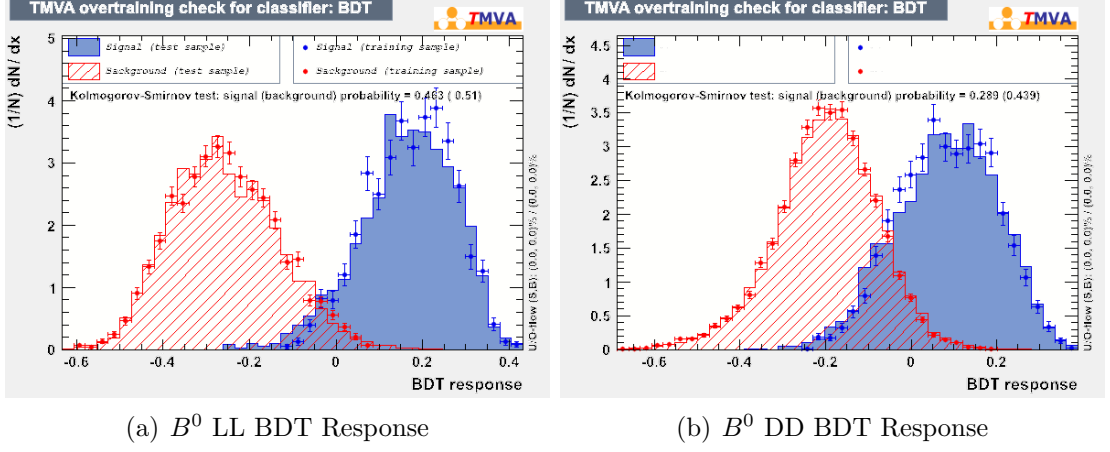 TMVA overtraining check for classifier: BDT
TMVA
Signal (test sample)
Background (test sample)
Signal (training sample)
Background (training sample)
Kolmogorov-Smirnov test: signal (background) probability = 0.463 ( 0.51)
(1/N) dN / dx
5
4
3
2
1
0
-0.6 -0.4 -0.2 0 0.2 0.4
BDT response
U/O-flow (S,B): (0.0, 0.0)% / (0.0, 0.0)%
(a) B⁰ LL BDT Response
TMVA overtraining check for classifier: BDT
TMVA
Kolmogorov-Smirnov test: signal (background) probability = 0.289 (0.439)
(1/N) dN / dx
4.5
4
3.5
3
2.5
2
1.5
1
0.5
0
-0.6 -0.4 -0.2 0 0.2
BDT response
U/O-flow (S,B): (0.0, 0.0)% / (0.0, 0.0)%
(b) B⁰ DD BDT Response